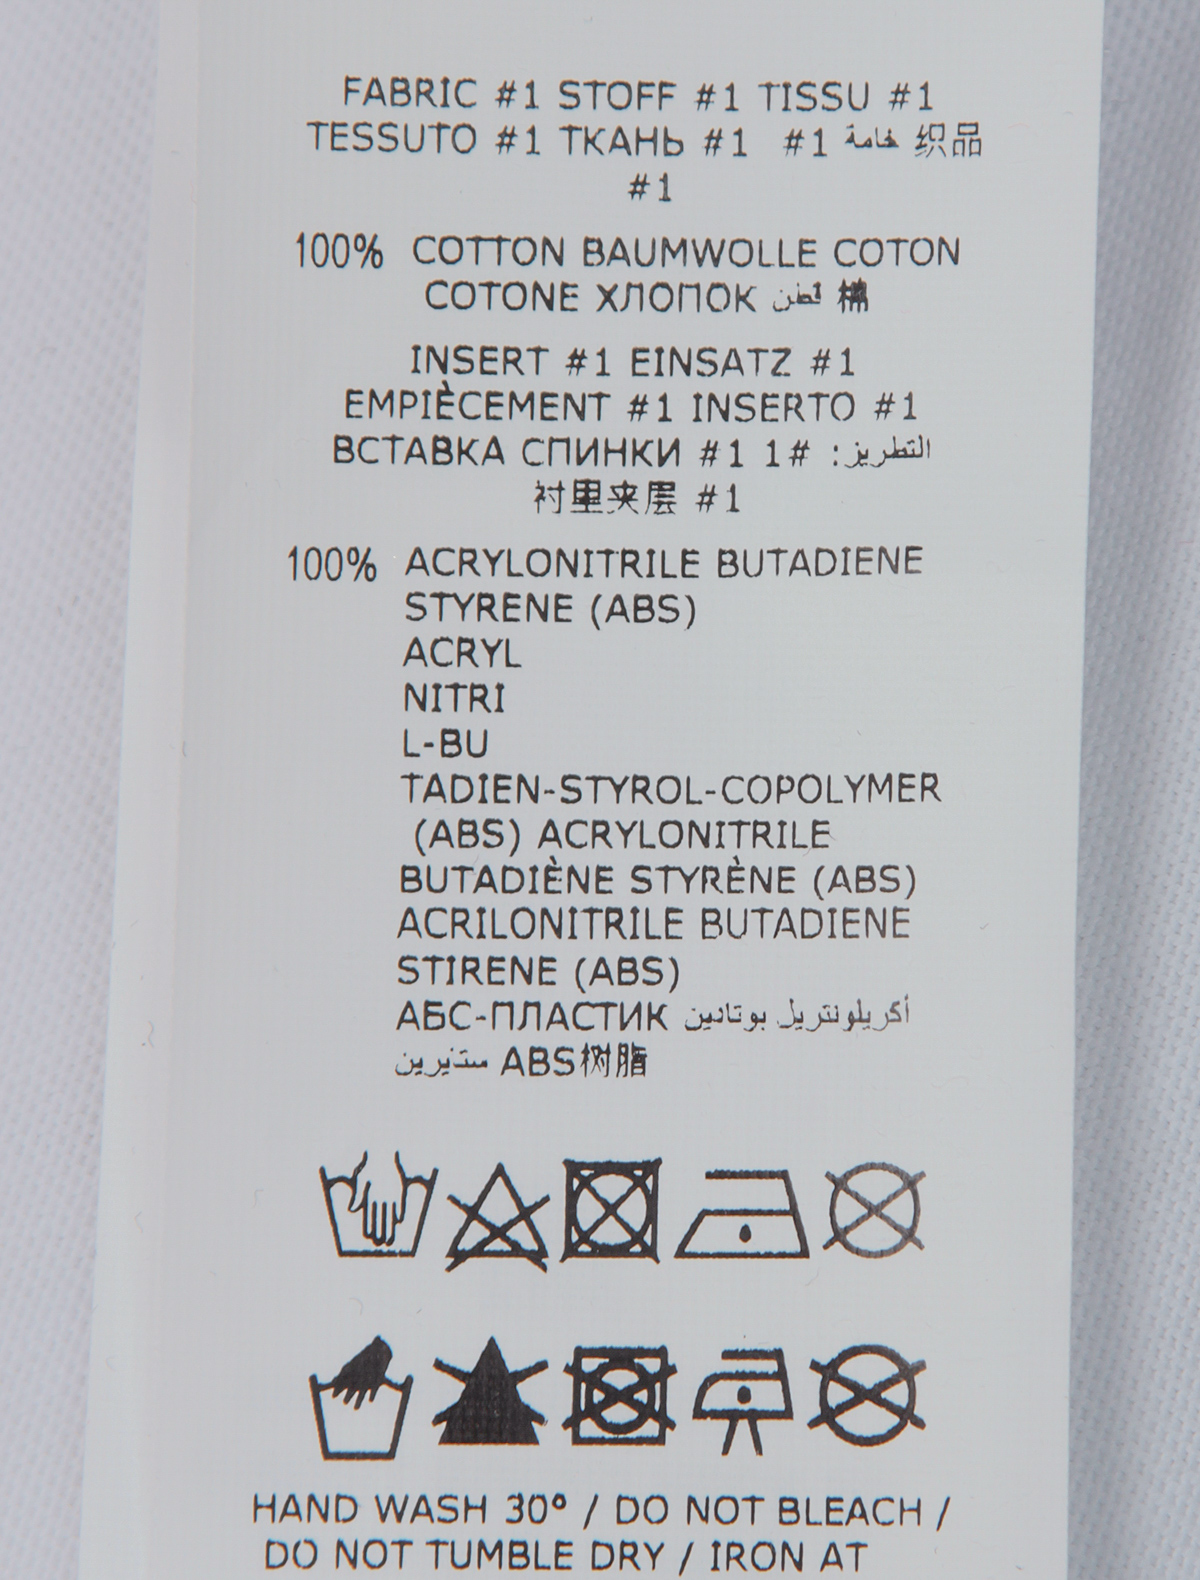 FABRIC #1 STOFF #1 TISSU #1
TESSUTO #1 ТКАНЬ #1 #1 خامة 织品
#1
100% COTTON BAUMWOLLE COTON
COTONE ХЛОПОК قطن 棉
INSERT #1 EINSATZ #1
EMPIÈCEMENT #1 INSERTO #1
ВСТАВКА СПИНКИ #1 1# :التطريز
衬里夹层 #1
100% ACRYLONITRILE BUTADIENE
STYRENE (ABS)
ACRYL
NITRI
L-BU
TADIEN-STYROL-COPOLYMER
(ABS) ACRYLONITRILE
BUTADIÈNE STYRÈNE (ABS)
ACRILONITRILE BUTADIENE
STIRENE (ABS)
АБС-ПЛАСТИК أكريلونتريل بوتادين
ستايرين ABS树脂
HAND WASH 30° / DO NOT BLEACH /
DO NOT TUMBLE DRY / IRON AT